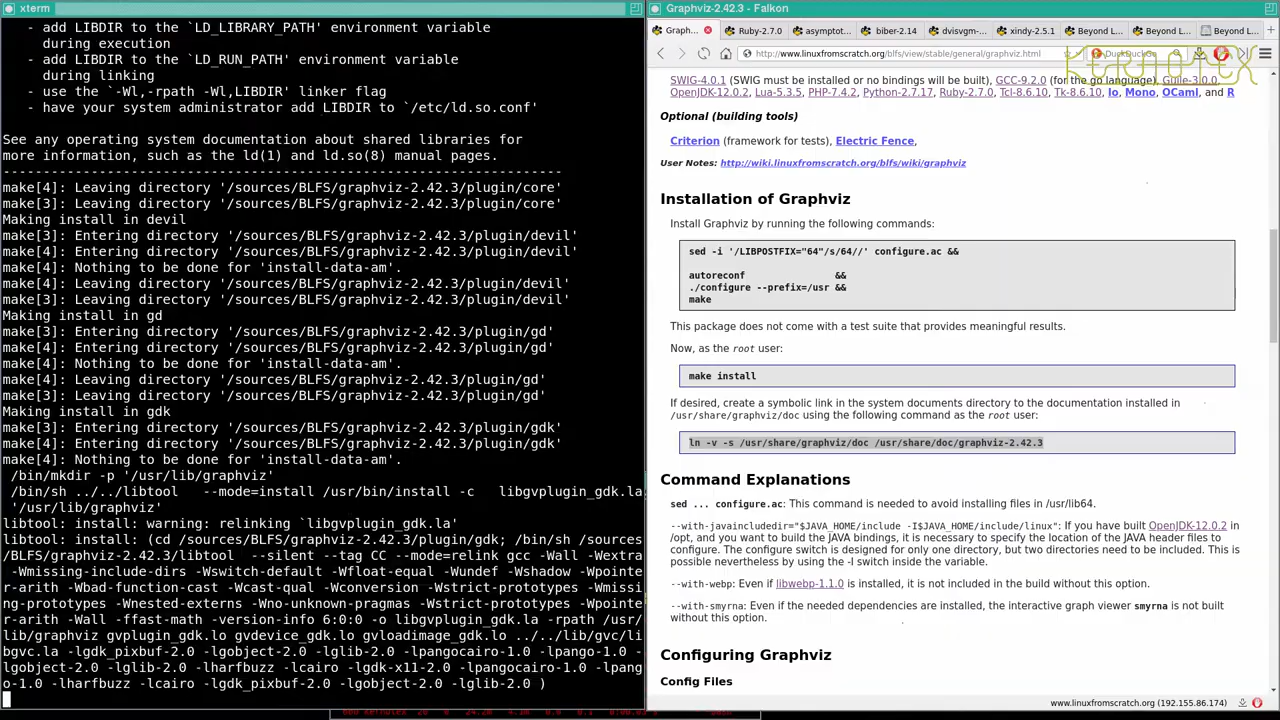 xterm
- add LIBDIR to the `LD_LIBRARY_PATH' environment variable
during execution
- add LIBDIR to the `LD_RUN_PATH' environment variable
during linking
- use the `-Wl,-rpath -Wl,LIBDIR' linker flag
- have your system administrator add LIBDIR to `/etc/ld.so.conf'
See any operating system documentation about shared libraries for
more information, such as the ld(1) and ld.so(8) manual pages.
----------------------------------------------------------------------
make[4]: Leaving directory '/sources/BLFS/graphviz-2.42.3/plugin/core'
make[3]: Leaving directory '/sources/BLFS/graphviz-2.42.3/plugin/core'
Making install in devil
make[3]: Entering directory '/sources/BLFS/graphviz-2.42.3/plugin/devil'
make[4]: Entering directory '/sources/BLFS/graphviz-2.42.3/plugin/devil'
make[4]: Nothing to be done for 'install-data-am'.
make[4]: Leaving directory '/sources/BLFS/graphviz-2.42.3/plugin/devil'
make[3]: Leaving directory '/sources/BLFS/graphviz-2.42.3/plugin/devil'
Making install in gd
make[3]: Entering directory '/sources/BLFS/graphviz-2.42.3/plugin/gd'
make[4]: Entering directory '/sources/BLFS/graphviz-2.42.3/plugin/gd'
make[4]: Nothing to be done for 'install-data-am'.
make[4]: Leaving directory '/sources/BLFS/graphviz-2.42.3/plugin/gd'
make[3]: Leaving directory '/sources/BLFS/graphviz-2.42.3/plugin/gd'
Making install in gdk
make[3]: Entering directory '/sources/BLFS/graphviz-2.42.3/plugin/gdk'
make[4]: Entering directory '/sources/BLFS/graphviz-2.42.3/plugin/gdk'
make[4]: Nothing to be done for 'install-data-am'.
/bin/mkdir -p '/usr/lib/graphviz'
/bin/sh ../../libtool --mode=install /usr/bin/install -c libgvplugin_gdk.la
'/usr/lib/graphviz'
libtool: install: warning: relinking `libgvplugin_gdk.la'
libtool: install: (cd /sources/BLFS/graphviz-2.42.3/plugin/gdk; /bin/sh /sources
/BLFS/graphviz-2.42.3/libtool --silent --tag CC --mode=relink gcc -Wall -Wextra
-Wmissing-include-dirs -Wswitch-default -Wfloat-equal -Wundef -Wshadow -Wpointe
r-arith -Wbad-function-cast -Wcast-qual -Wconversion -Wstrict-prototypes -Wmissi
ng-prototypes -Wnested-externs -Wno-unknown-pragmas -Wstrict-prototypes -Wpointe
r-arith -Wall -ffast-math -version-info 6:0:0 -o libgvplugin_gdk.la -rpath /usr/
lib/graphviz gvplugin_gdk.lo gvdevice_gdk.lo gvloadimage_gdk.lo ../../lib/gvc/li
bgvc.la -lgdk_pixbuf-2.0 -lgobject-2.0 -lglib-2.0 -lpangocairo-1.0 -lpango-1.0 -
lgobject-2.0 -lglib-2.0 -lharfbuzz -lcairo -lgdk-x11-2.0 -lpangocairo-1.0 -lpang
o-1.0 -lharfbuzz -lcairo -lgdk_pixbuf-2.0 -lgobject-2.0 -lglib-2.0 )
Graphviz-2.42.3 - Falkon
Graph... Ruby-2.7.0 asymptot... biber-2.14 dvisvgm-... xindy-2.5.1 Beyond L... Beyond L... Beyond L...
http://www.linuxfromscratch.org/blfs/view/stable/general/graphviz.html DuckDuckGo
KERNOTEX
SWIG-4.0.1 (SWIG must be installed or no bindings will be built), GCC-9.2.0 (for the go language), Guile-3.0.0,
OpenJDK-12.0.2, Lua-5.3.5, PHP-7.4.2, Python-2.7.17, Ruby-2.7.0, Tcl-8.6.10, Tk-8.6.10, Io, Mono, OCaml, and R
Optional (building tools)
Criterion (framework for tests), Electric Fence,
User Notes: http://wiki.linuxfromscratch.org/blfs/wiki/graphviz
Installation of Graphviz
Install Graphviz by running the following commands:
sed -i '/LIBPOSTFIX="64"/s/64//' configure.ac &&
autoreconf &&
./configure --prefix=/usr &&
make
This package does not come with a test suite that provides meaningful results.
Now, as the root user:
make install
If desired, create a symbolic link in the system documents directory to the documentation installed in
/usr/share/graphviz/doc using the following command as the root user:
ln -v -s /usr/share/graphviz/doc /usr/share/doc/graphviz-2.42.3
Command Explanations
sed ... configure.ac: This command is needed to avoid installing files in /usr/lib64.
--with-javaincludedir="$JAVA_HOME/include -I$JAVA_HOME/include/linux": If you have built OpenJDK-12.0.2 in
/opt, and you want to build the JAVA bindings, it is necessary to specify the location of the JAVA header files to
configure. The configure switch is designed for only one directory, but two directories need to be included. This is
possible nevertheless by using the -I switch inside the variable.
--with-webp: Even if libwebp-1.1.0 is installed, it is not included in the build without this option.
--with-smyrna: Even if the needed dependencies are installed, the interactive graph viewer smyrna is not built
without this option.
Configuring Graphviz
Config Files
www.linuxfromscratch.org (192.155.86.174)